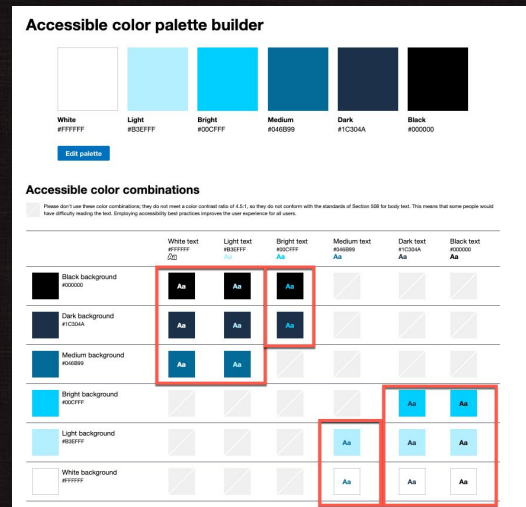 Accessible color palette builder
White Light Bright Medium Dark Black
#FFFFFF #B3EFFF #00CFFF #046B99 #1C304A #000000
Edit palette
Accessible color combinations
Please don't use these color combinations; they do not meet a color contrast ratio of 4.5:1, so they do not conform with the standards of Section 508 for body text. This means that some people would
have difficulty reading the text. Employing accessibility best practices improves the user experience for all users.
White text Light text Bright text Medium text Dark text Black text
#FFFFFF #B3EFFF #00CFFF #046B99 #1C304A #000000
Aa Aa Aa Aa Aa Aa
Black background
#000000
Aa Aa Aa
Dark background
#1C304A
Aa Aa Aa
Medium background
#046B99
Aa Aa
Bright background
#00CFFF
Aa Aa
Light background
#B3EFFF
Aa Aa Aa
White background
#FFFFFF
Aa Aa Aa